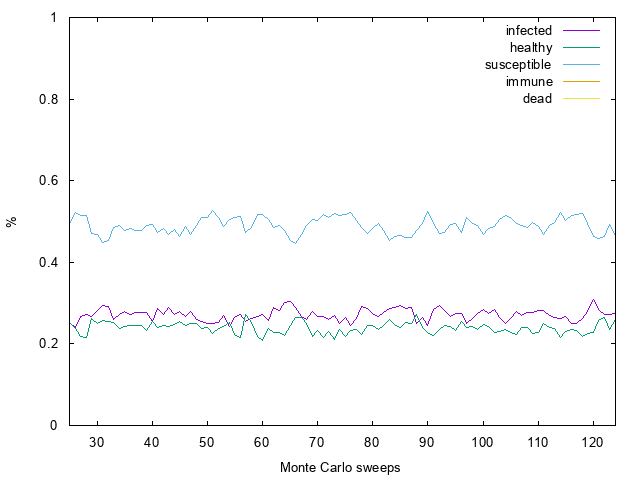 1
0.8
0.6
0.4
0.2
0
%
infected
healthy
susceptible
immune
dead
30 40 50 60 70 80 90 100 110 120
Monte Carlo sweeps